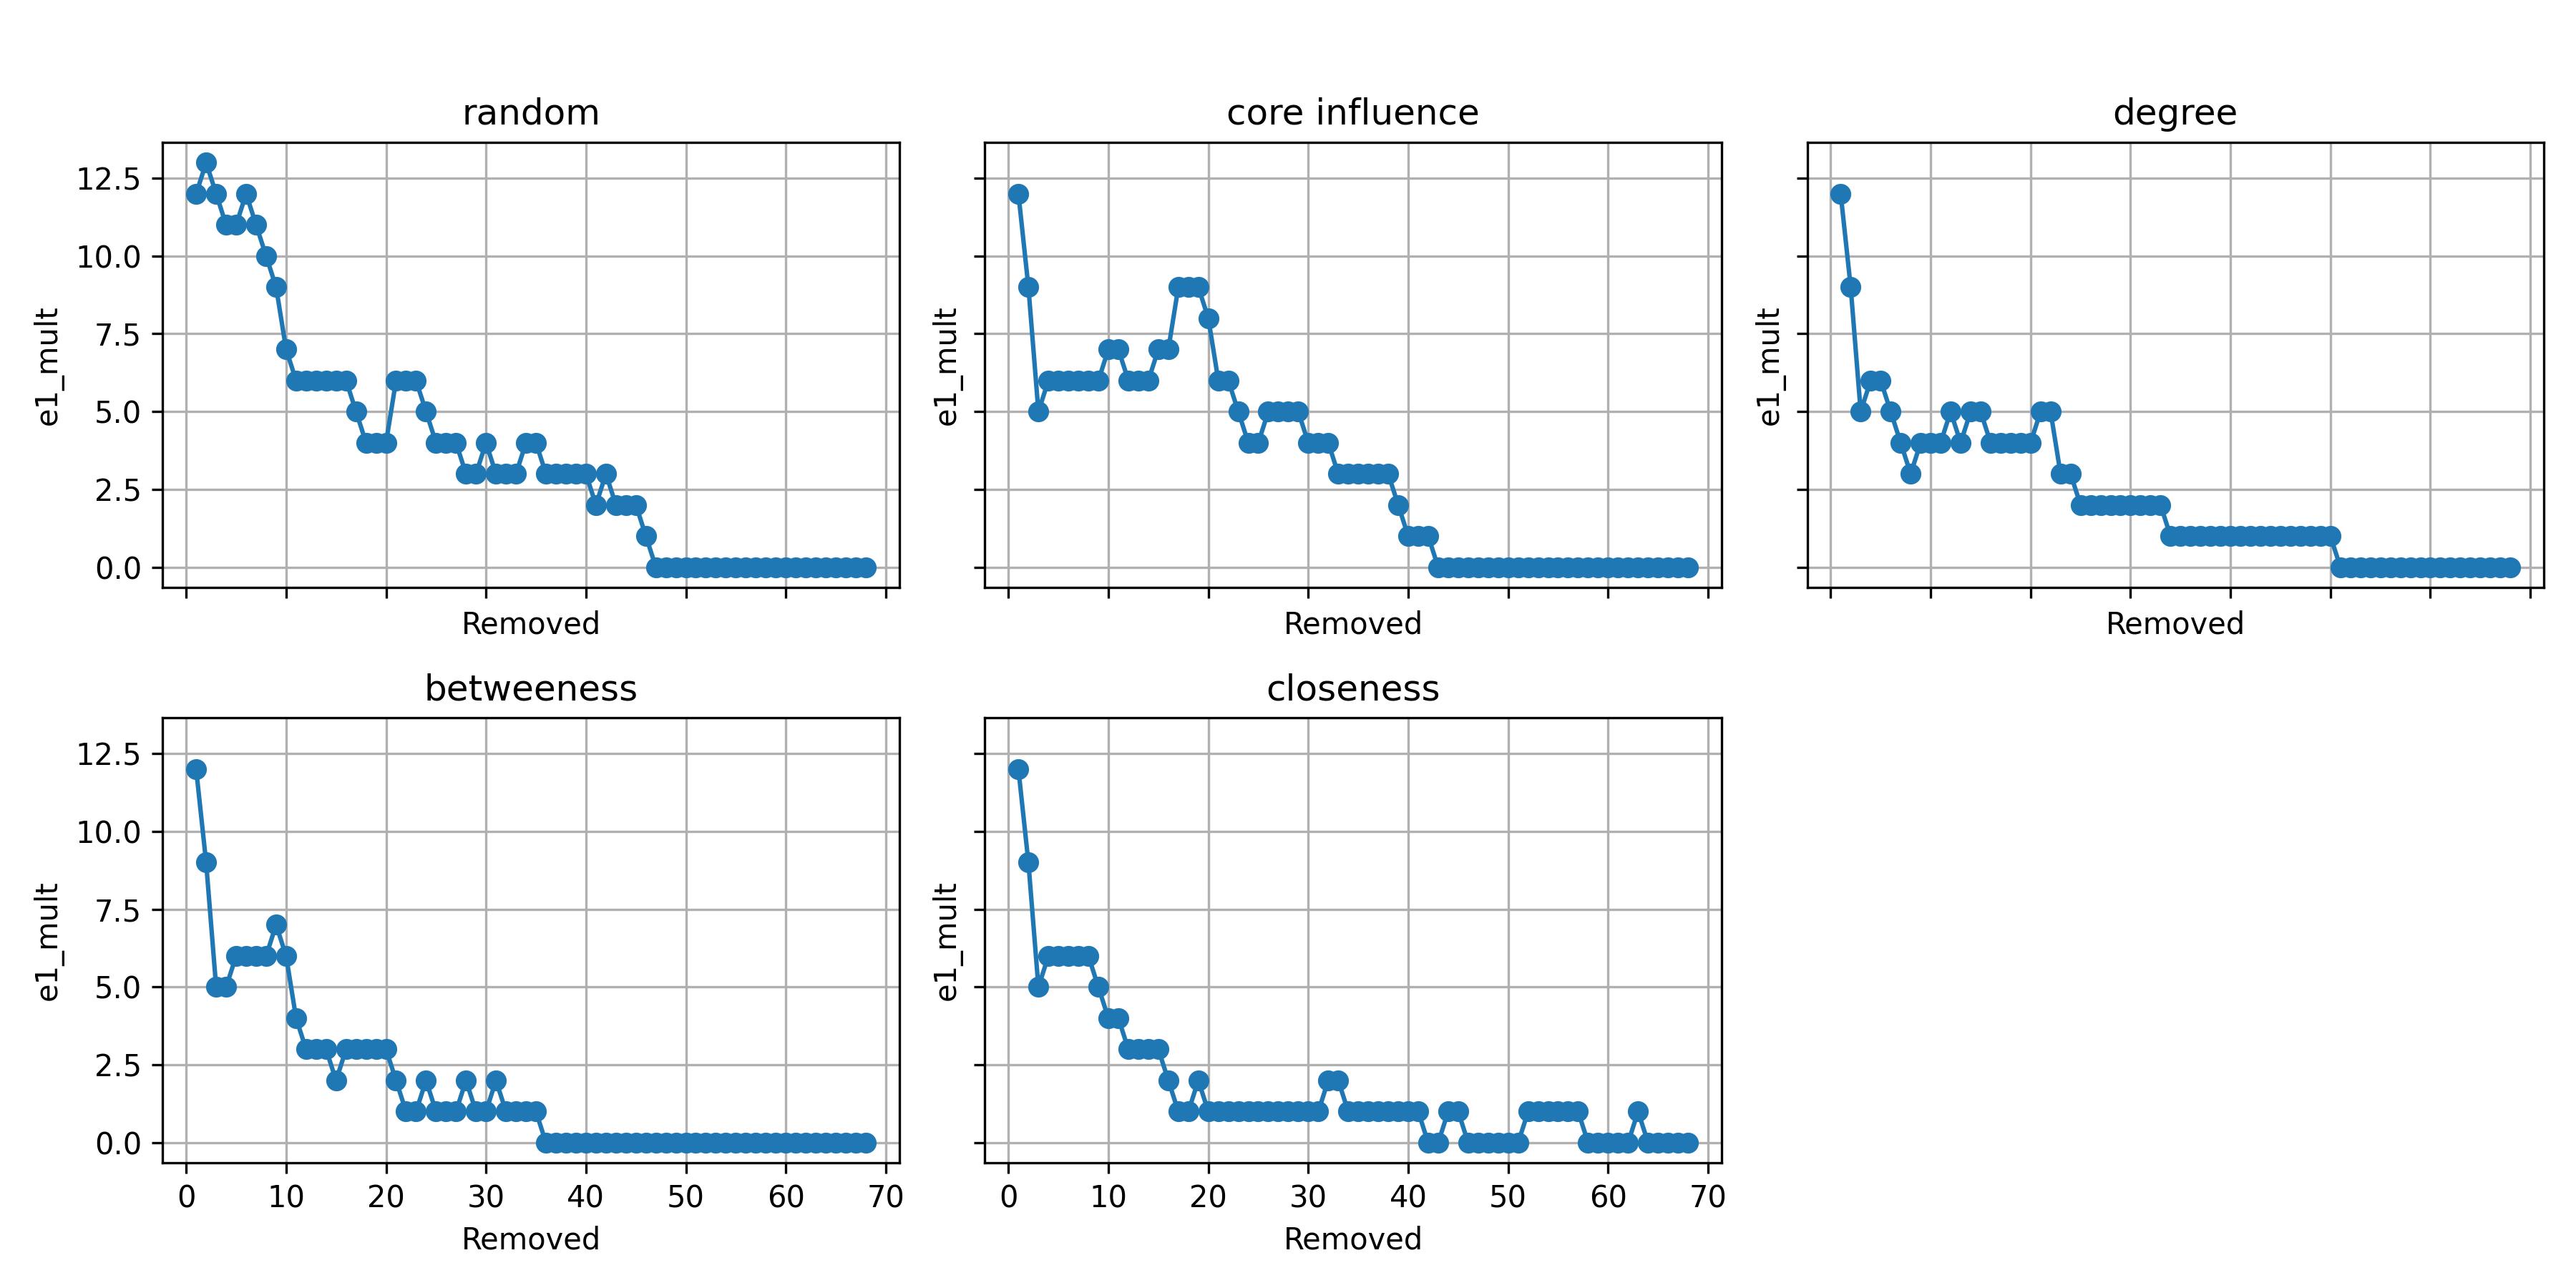 random
core influence
degree
12.5
10.0
7.5
5.0
2.5
0.0
e1_mult
e1_mult
e1_mult
Removed
Removed
Removed
betweeness
closeness
12.5
10.0
7.5
5.0
2.5
0.0
e1_mult
e1_mult
0 10 20 30 40 50 60 70
0 10 20 30 40 50 60 70
Removed
Removed